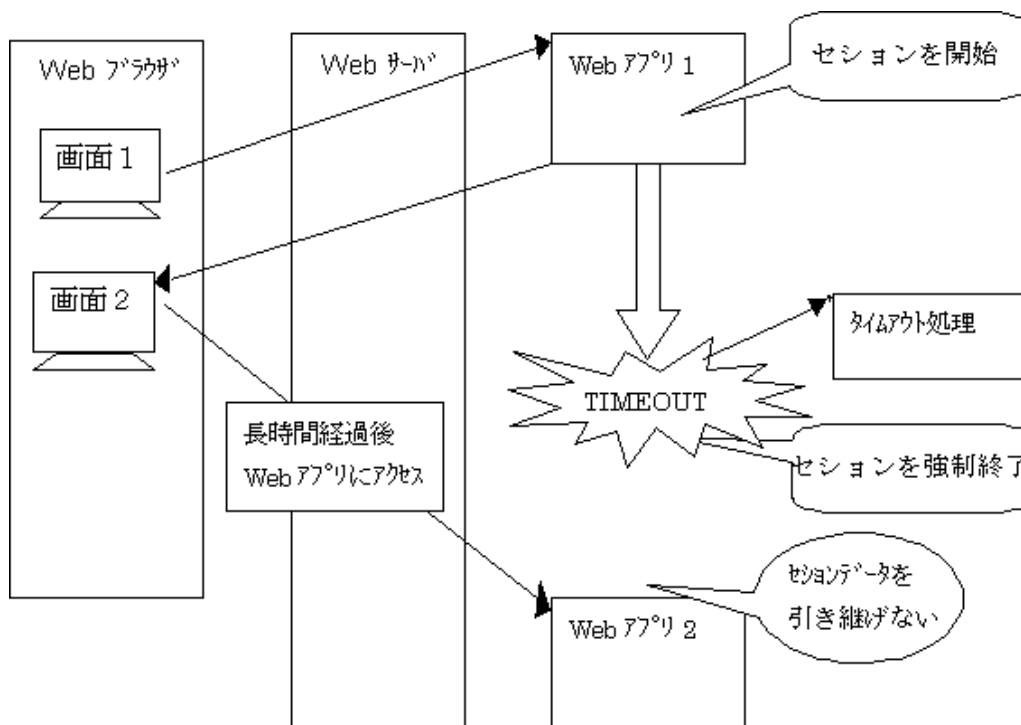 Web ﾌﾞﾗｳｻﾞ
Web ｻｰﾊﾞ
Web ｱﾌﾟﾘ 1
セションを開始
画面 1
画面 2
ﾀｲﾑｱｳﾄ処理
TIMEOUT
長時間経過後
Web ｱﾌﾟﾘにｱｸｾｽ
セションを強制終了
ｾｼｮﾝﾃﾞｰﾀを
引き継げない
Web ｱﾌﾟﾘ 2